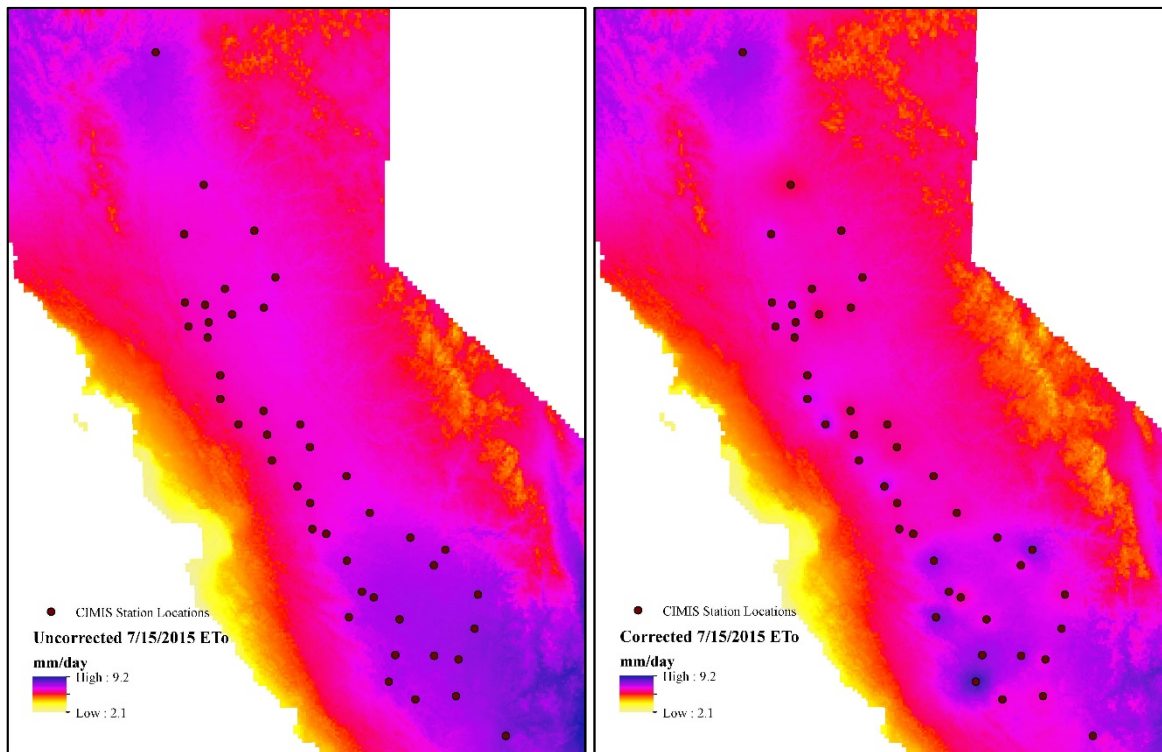 CIMIS Station Locations
Uncorrected 7/15/2015 ETo
mm/day
High : 9.2
Low : 2.1
CIMIS Station Locations
Corrected 7/15/2015 ETo
mm/day
High : 9.2
Low : 2.1